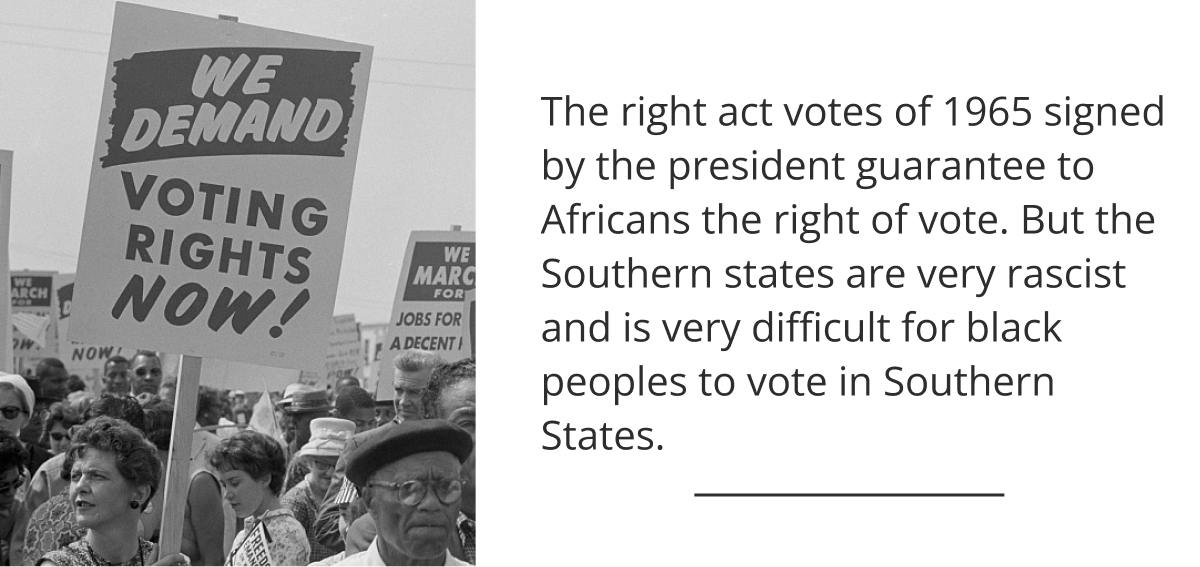 WE
DEMAND
VOTING
RIGHTS
NOW!
WE
MARC
FOR
JOBS FOR
A DECENT
WE
ARCH
FOR
NOW!
The right act votes of 1965 signed
by the president guarantee to
Africans the right of vote. But the
Southern states are very rascist
and is very difficult for black
peoples to vote in Southern
States.